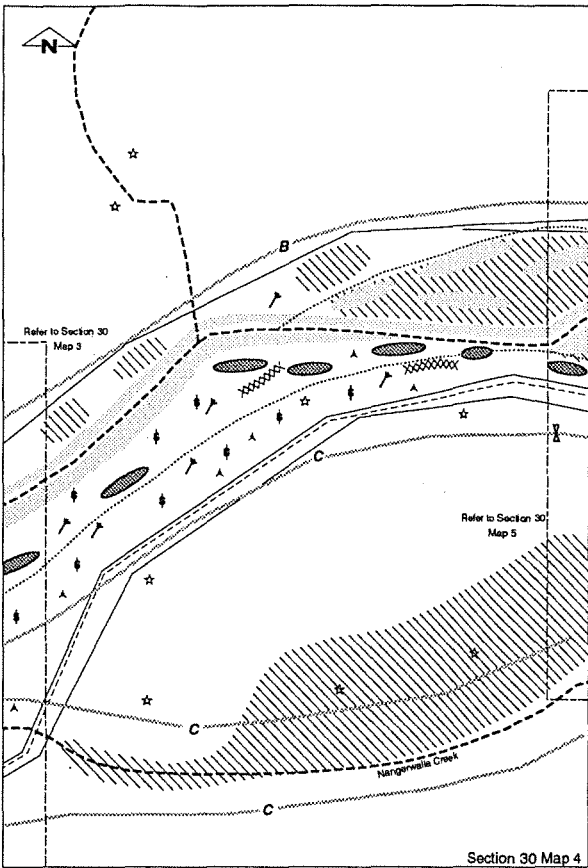 N
B
Refer to Section 30
Map 3
C
Refer to Section 30
Map 5
C
Nangerwalla Creek
C
Section 30 Map 4